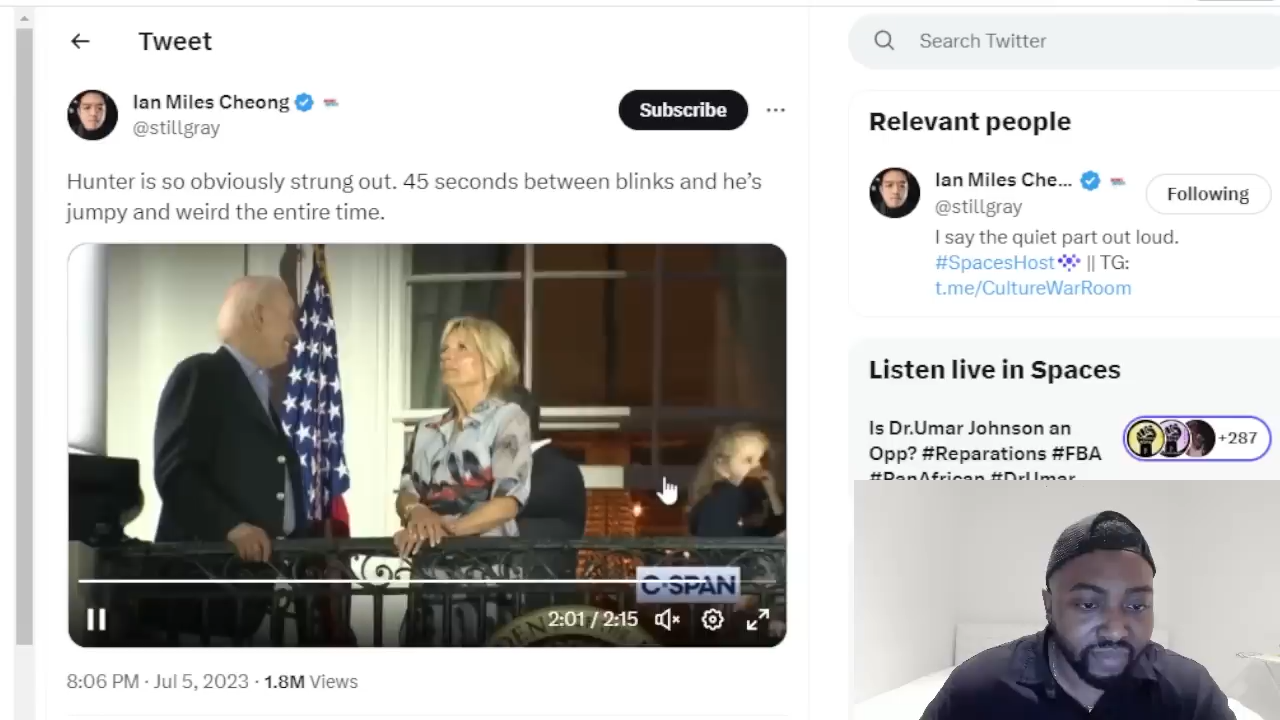 Tweet
Search Twitter
Ian Miles Cheong
@stillgray
Subscribe
Hunter is so obviously strung out. 45 seconds between blinks and he's
jumpy and weird the entire time.
C-SPAN
2:01 / 2:15
8:06 PM · Jul 5, 2023 · 1.8M Views
Relevant people
Ian Miles Che...
@stillgray
Following
I say the quiet part out loud.
#SpacesHost || TG:
t.me/CultureWarRoom
Listen live in Spaces
Is Dr.Umar Johnson an
Opp? #Reparations #FBA
#PanAfrican #DrUmar
+287